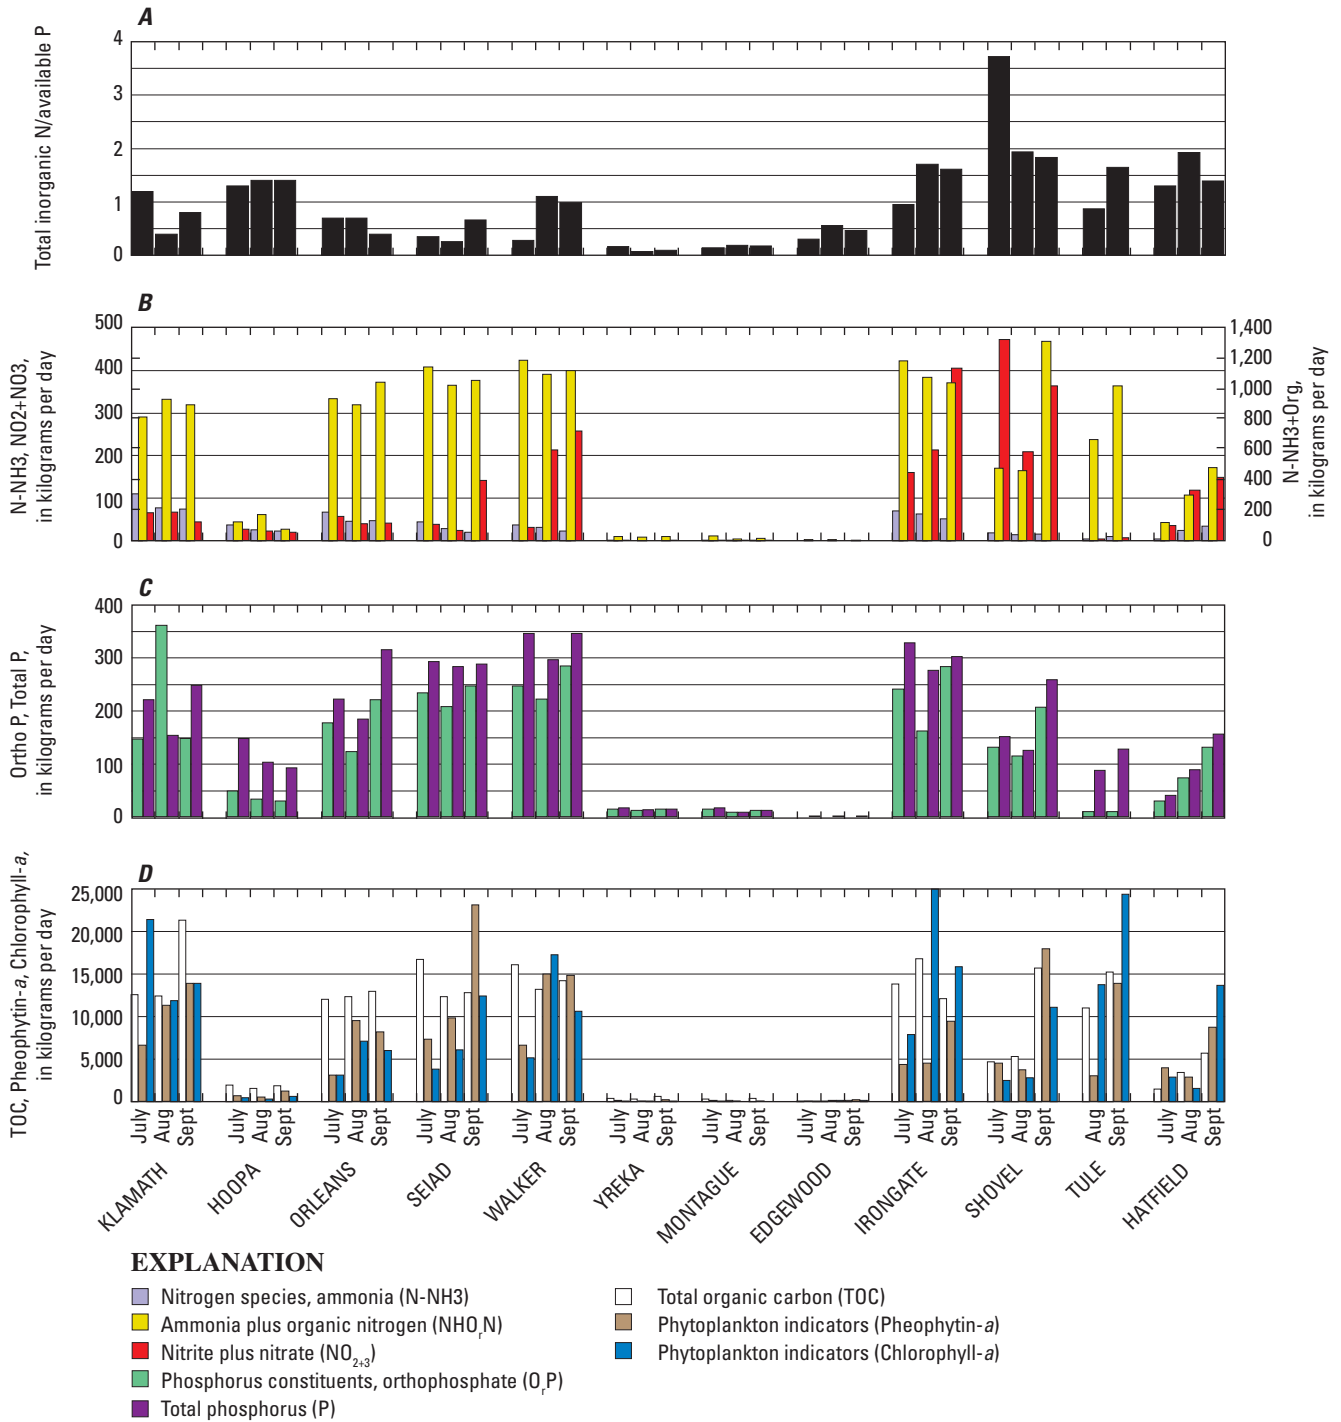 A
Total inorganic N/available P
4
3
2
1
0
B
N-NH3, NO2+NO3,
in kilograms per day
500
400
300
200
100
0
1,400
1,200
1,000
800
600
400
200
0
N-NH3+Org,
in kilograms per day
C
Ortho P, Total P,
in kilograms per day
400
300
200
100
0
D
TOC, Pheophytin-a, Chlorophyll-a,
in kilograms per day
25,000
20,000
15,000
10,000
5,000
0
July Aug Sept July Aug Sept July Aug Sept July Aug Sept July Aug Sept July Aug Sept July Aug Sept July Aug Sept July Aug Sept July Aug Sept Aug Sept July Aug Sept
KLAMATH HOOPA ORLEANS SEIAD WALKER YREKA MONTAGUE EDGEWOOD IRONGATE SHOVEL TULE HATFIELD
EXPLANATION
Nitrogen species, ammonia (N-NH3)
Ammonia plus organic nitrogen (NHOrN)
Nitrite plus nitrate (NO2+3)
Phosphorus constituents, orthophosphate (OrP)
Total phosphorus (P)
Total organic carbon (TOC)
Phytoplankton indicators (Pheophytin-a)
Phytoplankton indicators (Chlorophyll-a)